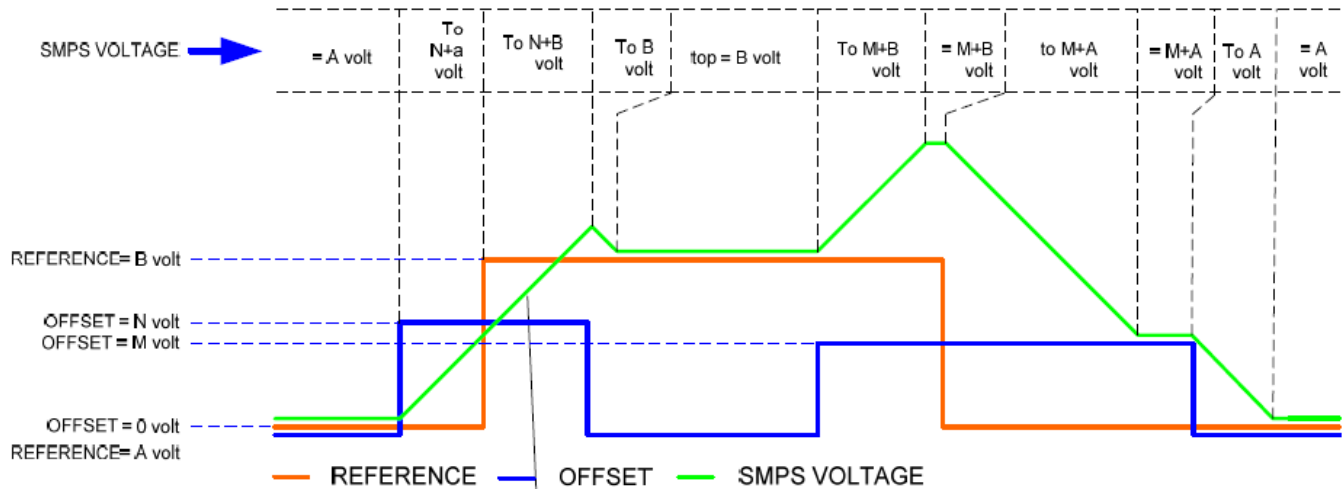 SMPS VOLTAGE
= A volt
To
N+a
volt
To N+B
volt
To B
volt
top = B volt
To M+B
volt
= M+B
volt
to M+A
volt
= M+A
volt
To A
volt
= A
volt
REFERENCE= B volt
OFFSET = N volt
OFFSET = M volt
OFFSET = 0 volt
REFERENCE= A volt
REFERENCE
OFFSET
SMPS VOLTAGE